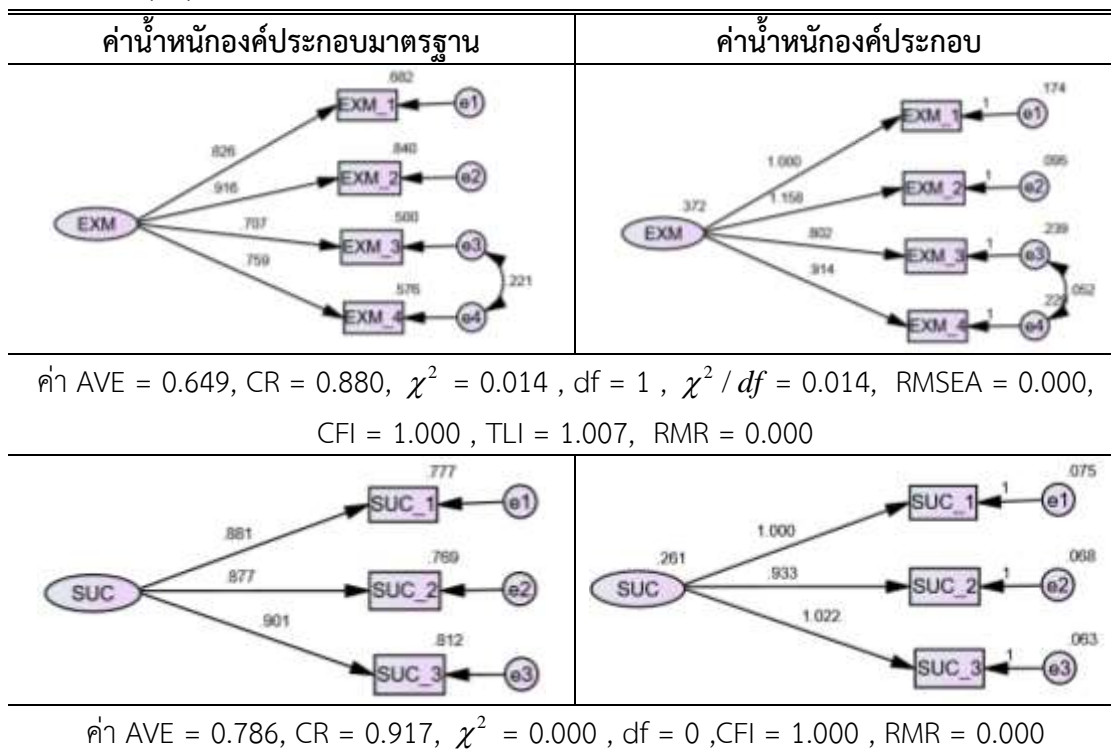 ค่าน้ำหนักองค์ประกอบมาตรฐาน
ค่าน้ำหนักองค์ประกอบ
.682
EXM_1
e1
.826
.840
EXM_2
e2
.916
EXM
.500
.707
EXM_3
e3
.759
.576
.221
EXM_4
e4
.174
EXM_1
1
e1
1.000
.095
EXM_2
1
e2
1.158
.372
EXM
.239
.802
EXM_3
1
e3
.914
.052
EXM_4
1
e4
ค่า AVE = 0.649, CR = 0.880, χ² = 0.014 , df = 1 , χ² / df = 0.014, RMSEA = 0.000,
CFI = 1.000 , TLI = 1.007, RMR = 0.000
.777
SUC_1
e1
.881
.769
SUC
.877
SUC_2
e2
.901
.812
SUC_3
e3
.075
SUC_1
1
e1
1.000
.261
.068
SUC
.933
SUC_2
1
e2
1.022
.063
SUC_3
1
e3
ค่า AVE = 0.786, CR = 0.917, χ² = 0.000 , df = 0 ,CFI = 1.000 , RMR = 0.000